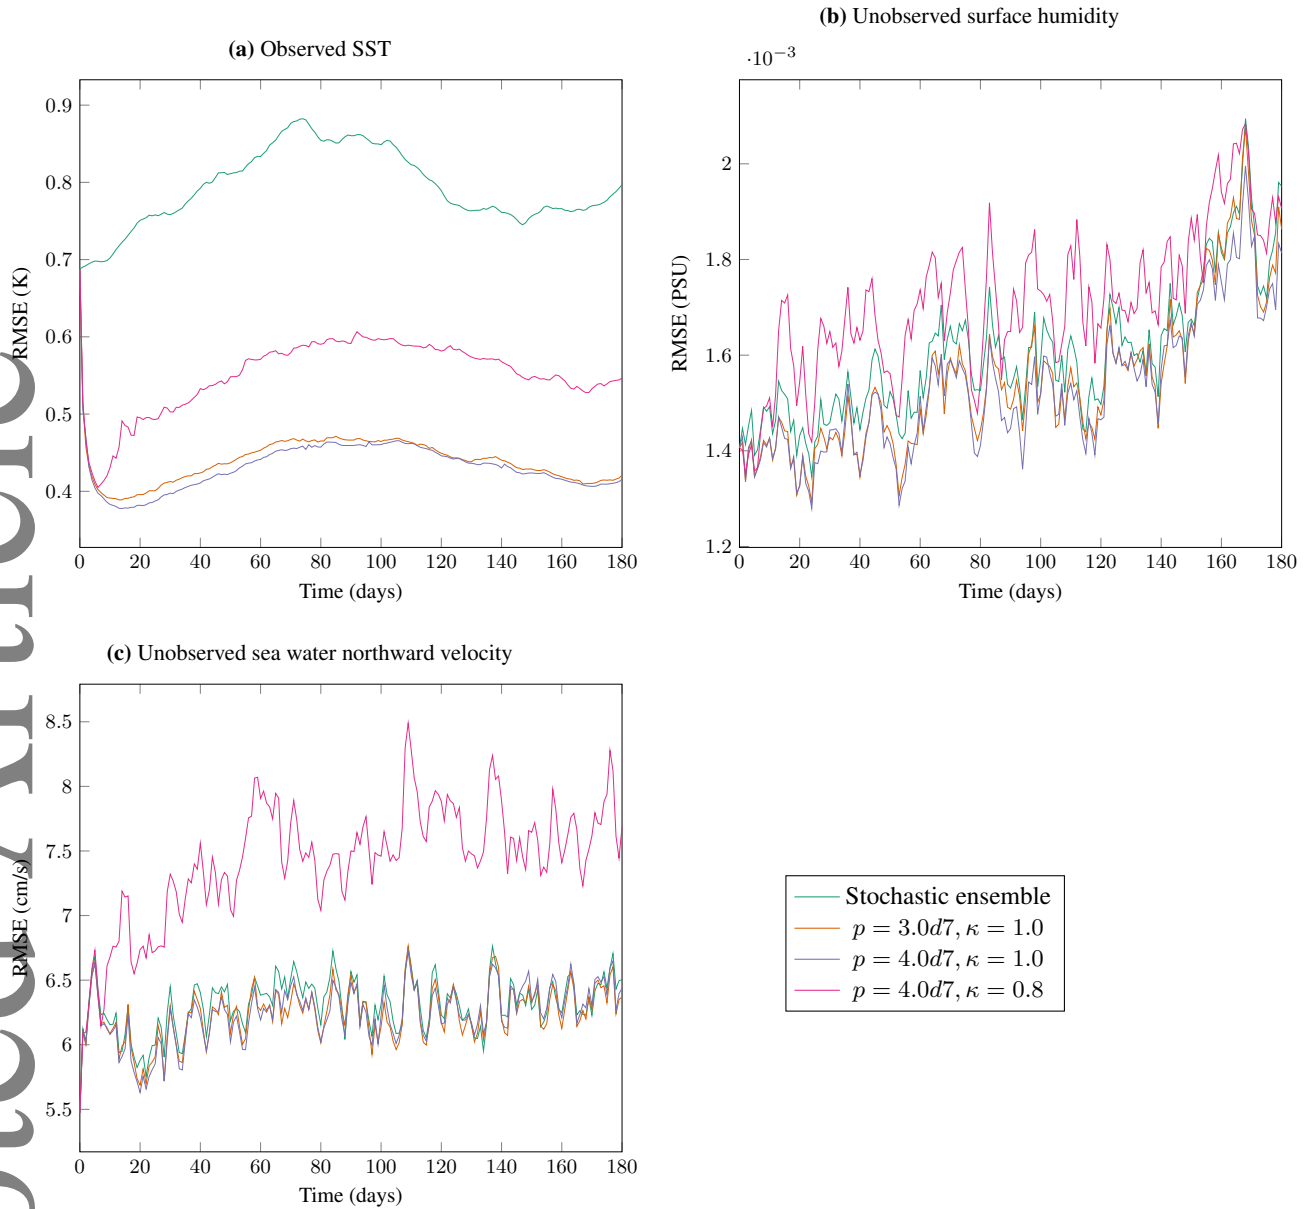 (a) Observed SST
0.9
0.8
0.7
0.6
0.5
0.4
0 20 40 60 80 100 120 140 160 180
Time (days)
RMSE (K)
(b) Unobserved surface humidity
·10−3
2
1.8
1.6
1.4
1.2
0 20 40 60 80 100 120 140 160 180
Time (days)
RMSE (PSU)
(c) Unobserved sea water northward velocity
8.5
8
7.5
7
6.5
6
5.5
0 20 40 60 80 100 120 140 160 180
Time (days)
RMSE (cm/s)
Stochastic ensemble
p = 3.0d7, κ = 1.0
p = 4.0d7, κ = 1.0
p = 4.0d7, κ = 0.8